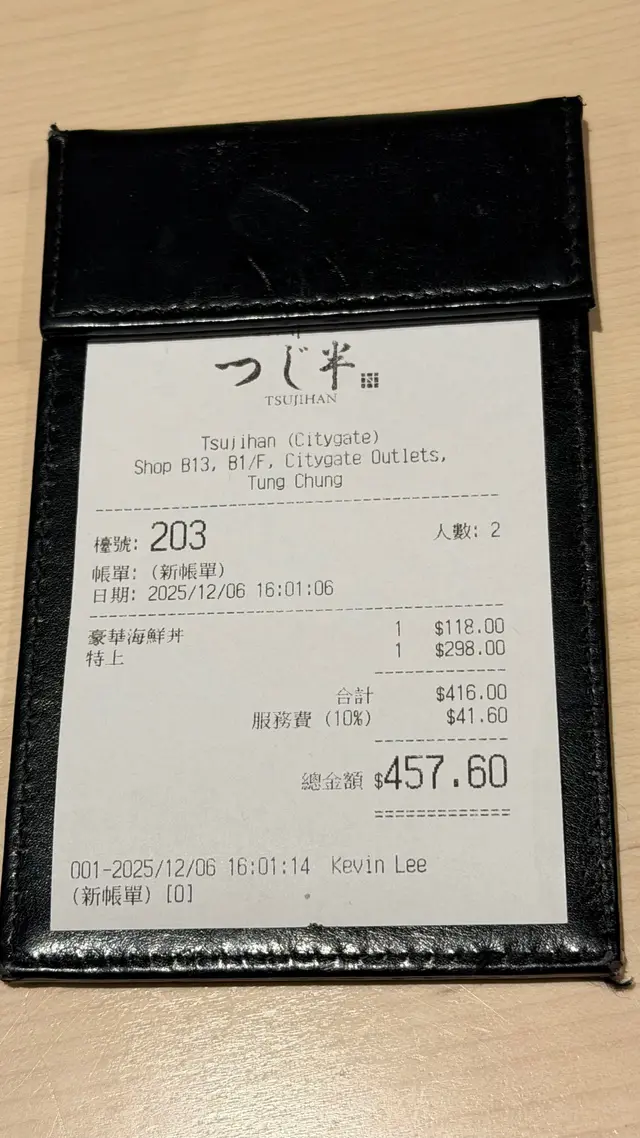 つじ半
TSUJIHAN
Tsujihan (Citygate)
Shop B13, B1/F, Citygate Outlets,
Tung Chung
檯號: 203 人數: 2
帳單: (新帳單)
日期: 2025/12/06 16:01:06
豪華海鮮丼 1 $118.00
特上 1 $298.00
合計 $416.00
服務費 (10%) $41.60
總金額 $457.60
001-2025/12/06 16:01:14 Kevin Lee
(新帳單) [0]